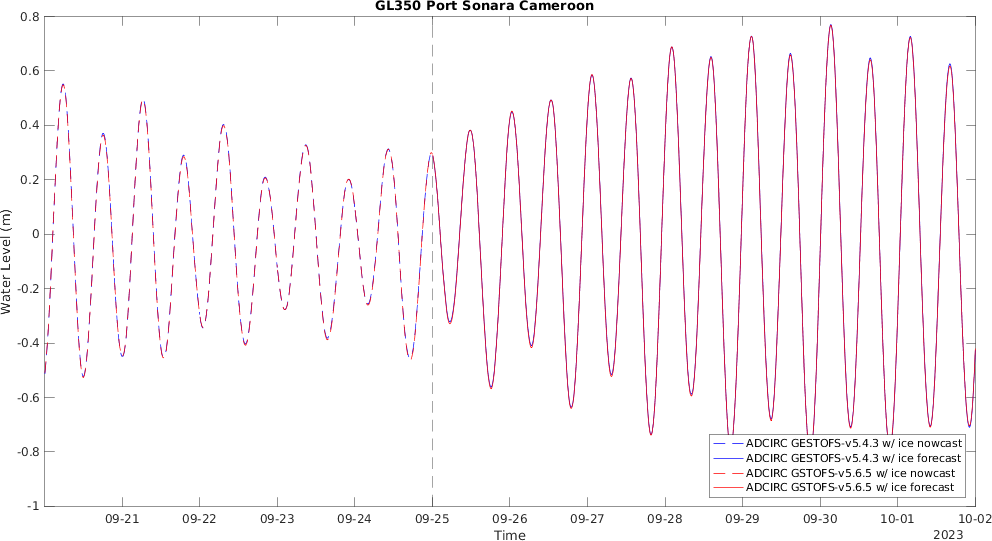 GL350 Port Sonara Cameroon
0.8
0.6
0.4
0.2
0
-0.2
-0.4
-0.6
-0.8
-1
Water Level (m)
ADCIRC GESTOFS-v5.4.3 w/ ice nowcast
ADCIRC GESTOFS-v5.4.3 w/ ice forecast
ADCIRC GSTOFS-v5.6.5 w/ ice nowcast
ADCIRC GSTOFS-v5.6.5 w/ ice forecast
09-21 09-22 09-23 09-24 09-25 09-26 09-27 09-28 09-29 09-30 10-01 10-02
Time
2023